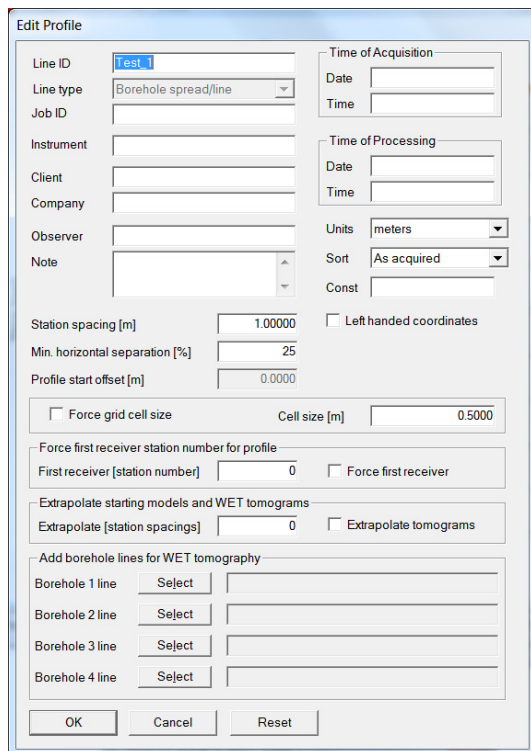 Edit Profile
Line ID Test_1
Line type Borehole spread/line
Job ID
Instrument
Client
Company
Observer
Note
Time of Acquisition
Date
Time
Time of Processing
Date
Time
Units meters
Sort As acquired
Const
Station spacing [m] 1.00000
Left handed coordinates
Min. horizontal separation [%] 25
Profile start offset [m] 0.0000
Force grid cell size Cell size [m] 0.5000
Force first receiver station number for profile
First receiver [station number] 0 Force first receiver
Extrapolate starting models and WET tomograms
Extrapolate [station spacings] 0 Extrapolate tomograms
Add borehole lines for WET tomography
Borehole 1 line Select
Borehole 2 line Select
Borehole 3 line Select
Borehole 4 line Select
OK Cancel Reset